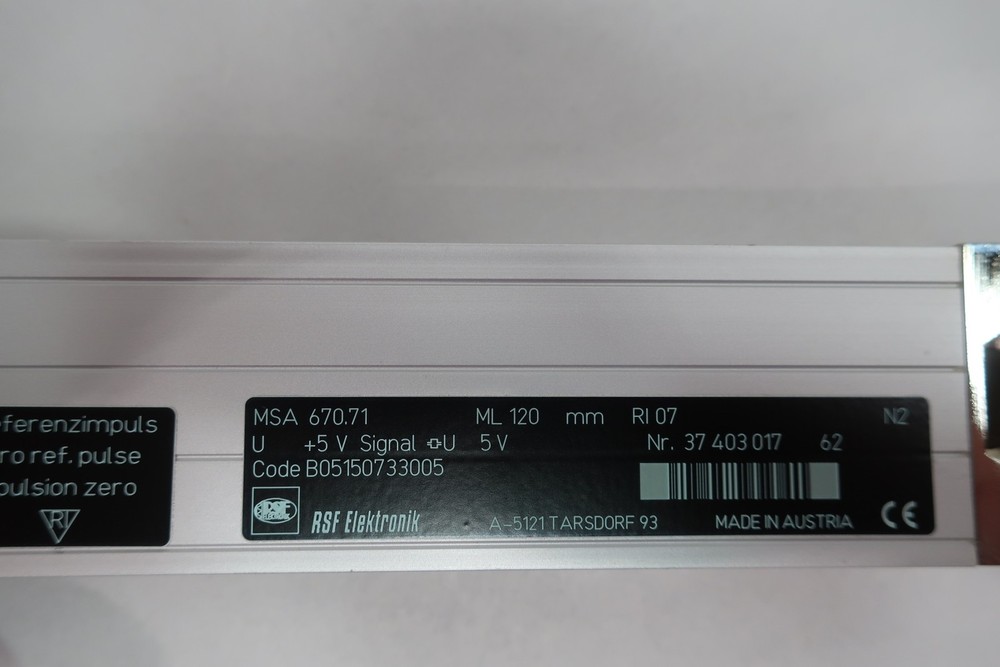 eferenzimpuls
ro ref. pulse
pulsion zero
R
MSA 670.71 ML 120 mm RI 07 N2
U +5 V Signal U 5 V Nr. 37 403 017 62
Code B05150733005
RSF Elektronik A-5121 TARSDORF 93 MADE IN AUSTRIA CE